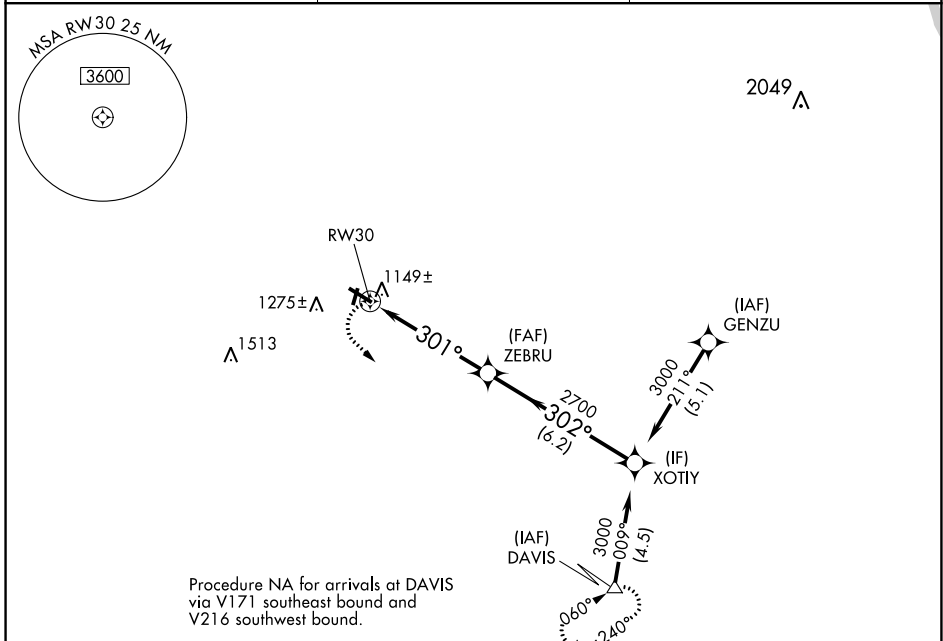 MSA RW30 25 NM
3600
2049
RW30
1149±
1275±
1513
(IAF)
GENZU
(FAF)
ZEBRU
301°
3000
211°
(5.1)
2700
302°
(6.2)
(IF)
XOTIY
(IAF)
DAVIS
3000
009°
(4.5)
Procedure NA for arrivals at DAVIS
via V171 southeast bound and
V216 southwest bound.
060°
240°